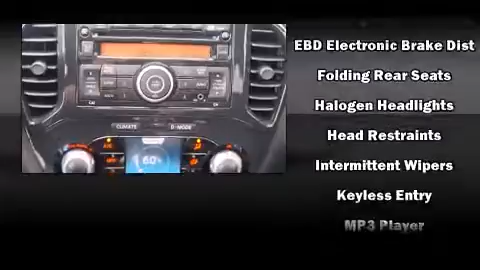 EBD Electronic Brake Dist
Folding Rear Seats
Halogen Headlights
Head Restraints
Intermittent Wipers
Keyless Entry
MP3 Player
CLIMATE
D-MODE
60